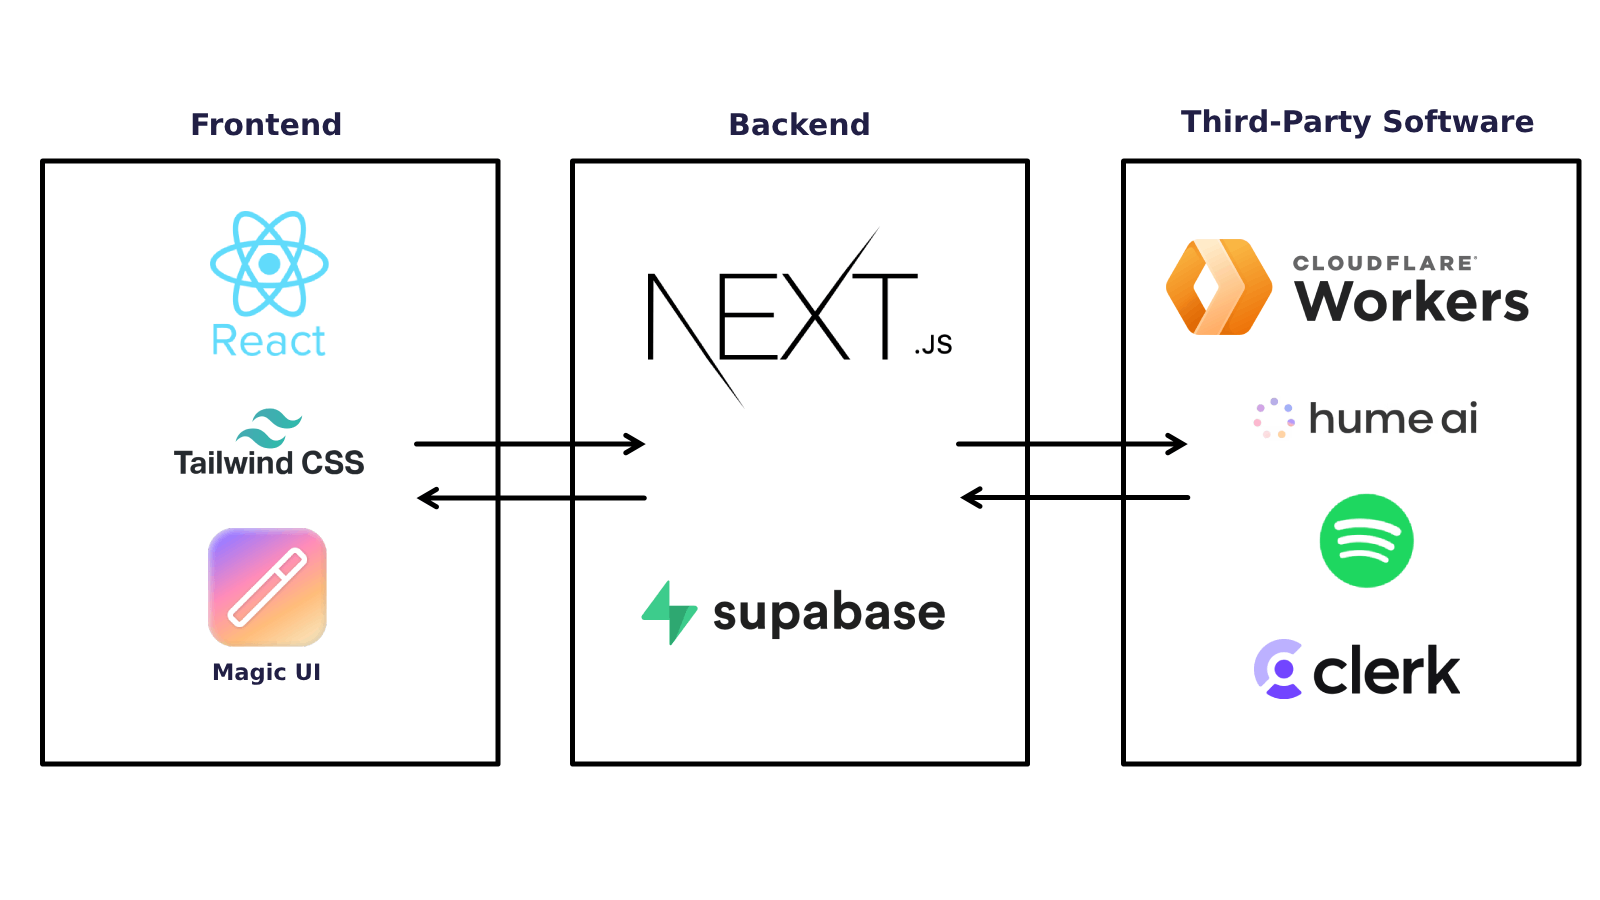 Frontend
React
Tailwind CSS
Magic UI
Backend
NEXT.JS
supabase
Third-Party Software
CLOUDFLARE
Workers
hume ai
clerk